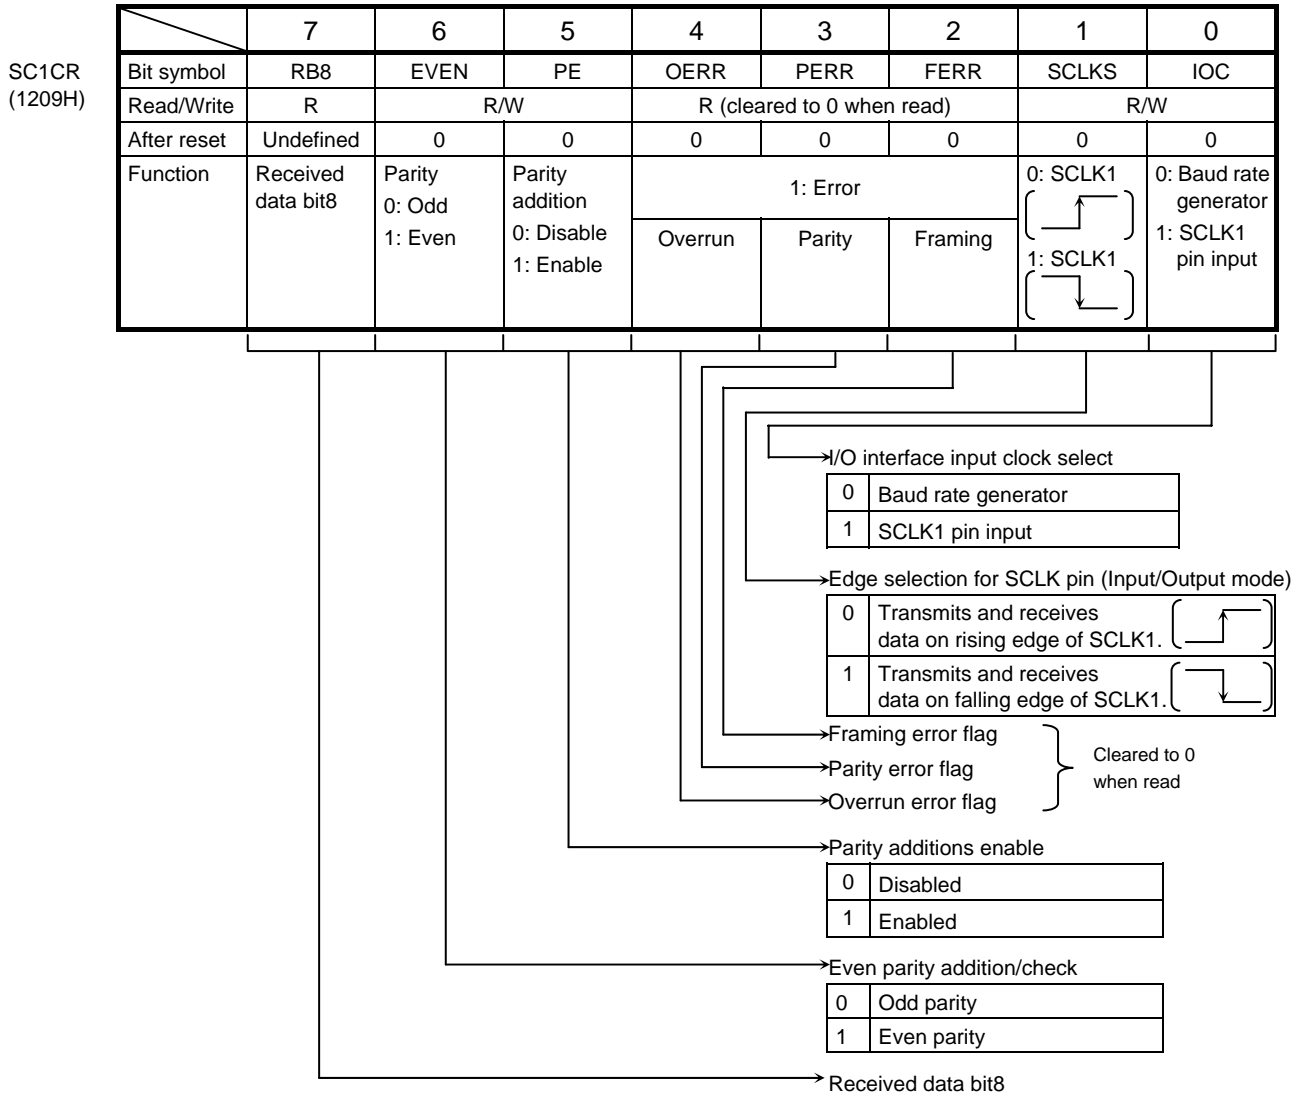 7 6 5 4 3 2 1 0
SC1CR
(1209H)
Bit symbol RB8 EVEN PE OERR PERR FERR SCLKS IOC
Read/Write R R/W R (cleared to 0 when read) R/W
After reset Undefined 0 0 0 0 0 0 0
Function
Received
data bit8
Parity
0: Odd
1: Even
Parity
addition
0: Disable
1: Enable
1: Error
Overrun Parity Framing
0: SCLK1
1: SCLK1
0: Baud rate
generator
1: SCLK1
pin input
I/O interface input clock select
0 Baud rate generator
1 SCLK1 pin input
Edge selection for SCLK pin (Input/Output mode)
0 Transmits and receives
data on rising edge of SCLK1.
1 Transmits and receives
data on falling edge of SCLK1.
Framing error flag
Parity error flag
Overrun error flag
Cleared to 0
when read
Parity additions enable
0 Disabled
1 Enabled
Even parity addition/check
0 Odd parity
1 Even parity
Received data bit8